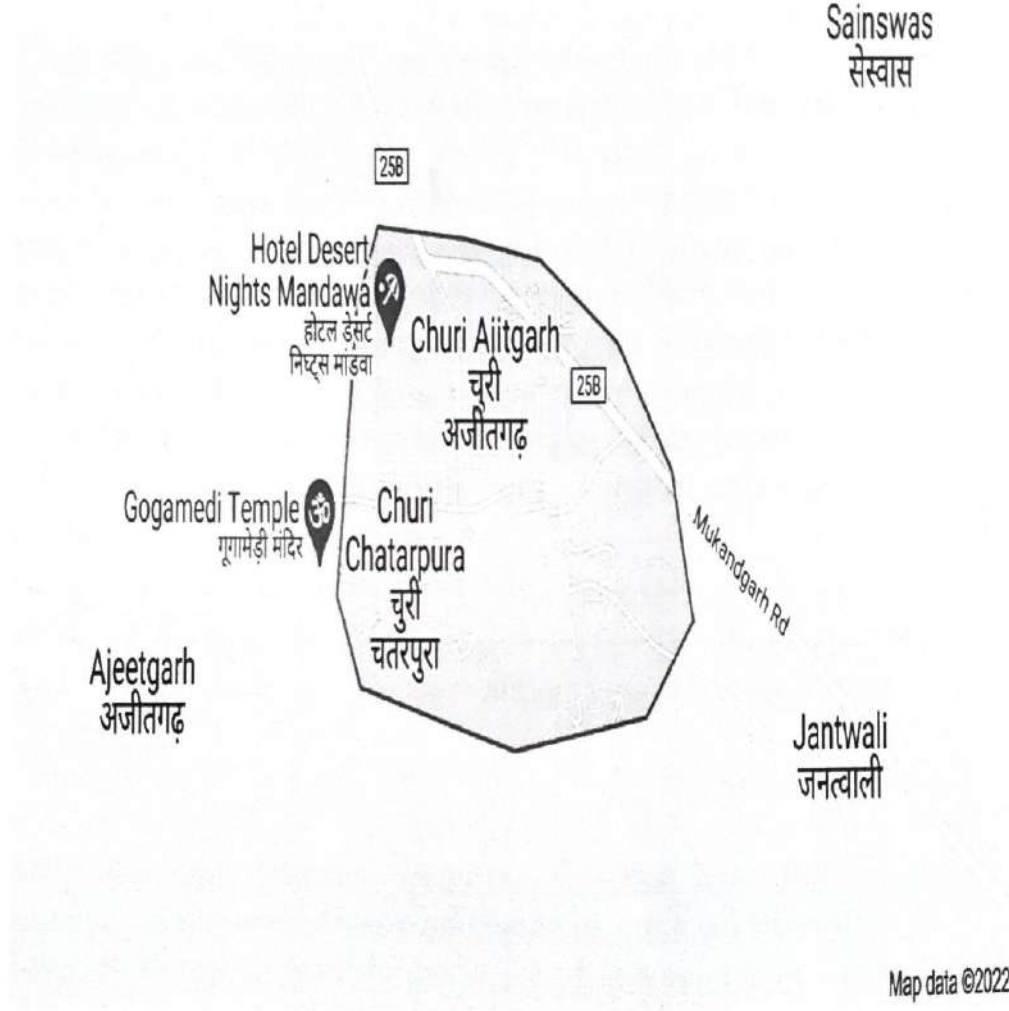 Sainswas
सेस्वास
25B
Hotel Desert
Nights Mandawa
होटल डेसर्ट
निघ्ट्स मांडवा
Churi Ajitgarh
चुरी
अजीतगढ़
25B
Gogamedi Temple
गूगामेड़ी मंदिर
Churi
Chatarpura
चुरी
चतरपुरा
Mukandgarh Rd
Ajeetgarh
अजीतगढ़
Jantwali
जनत्वाली
Map data ©2022